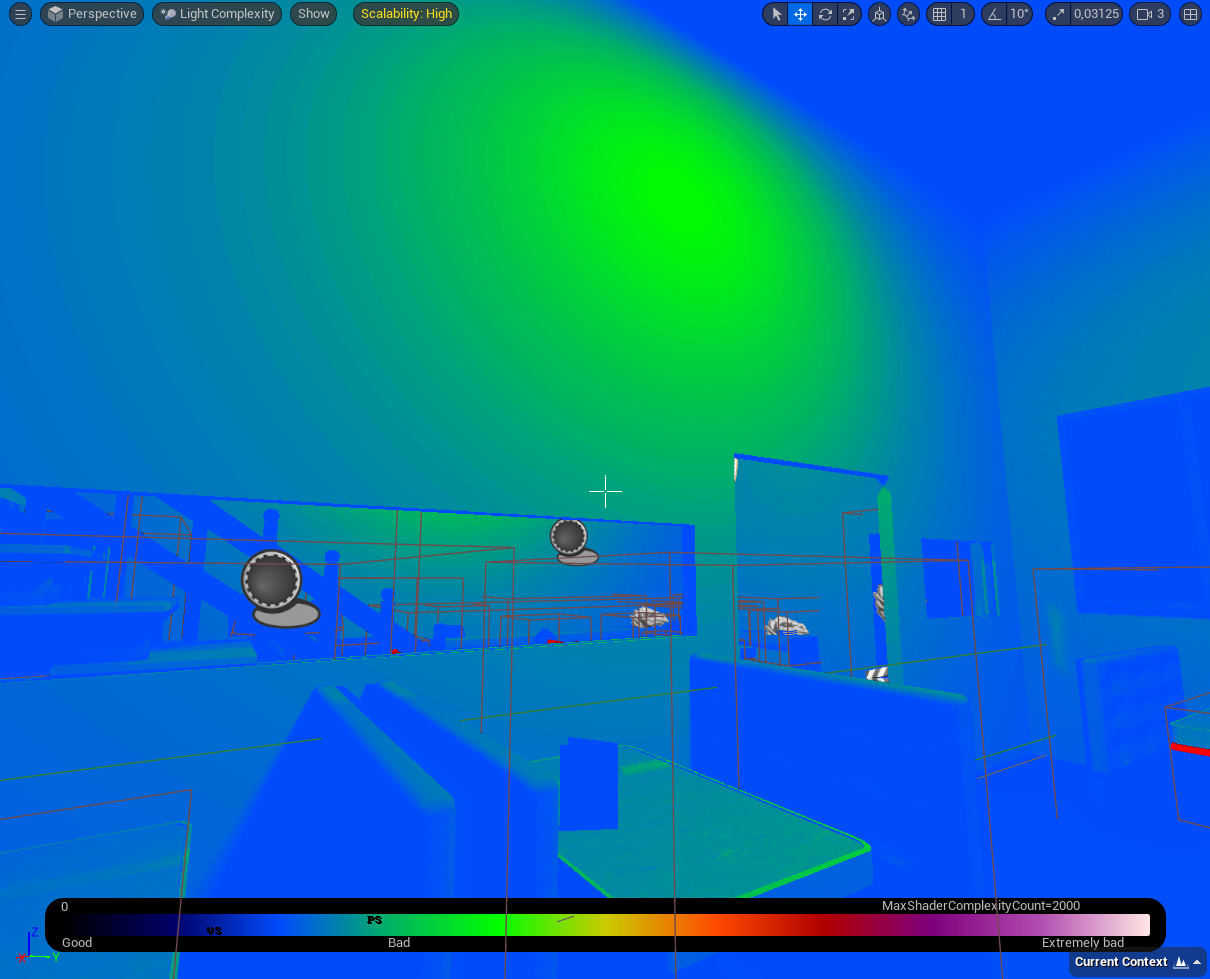 Perspective Light Complexity Show Scalability: High 1 10° 0,03125 3
0 MaxShaderComplexityCount=2000
PS
VS
Good Bad Extremely bad
Z
X Y
Current Context